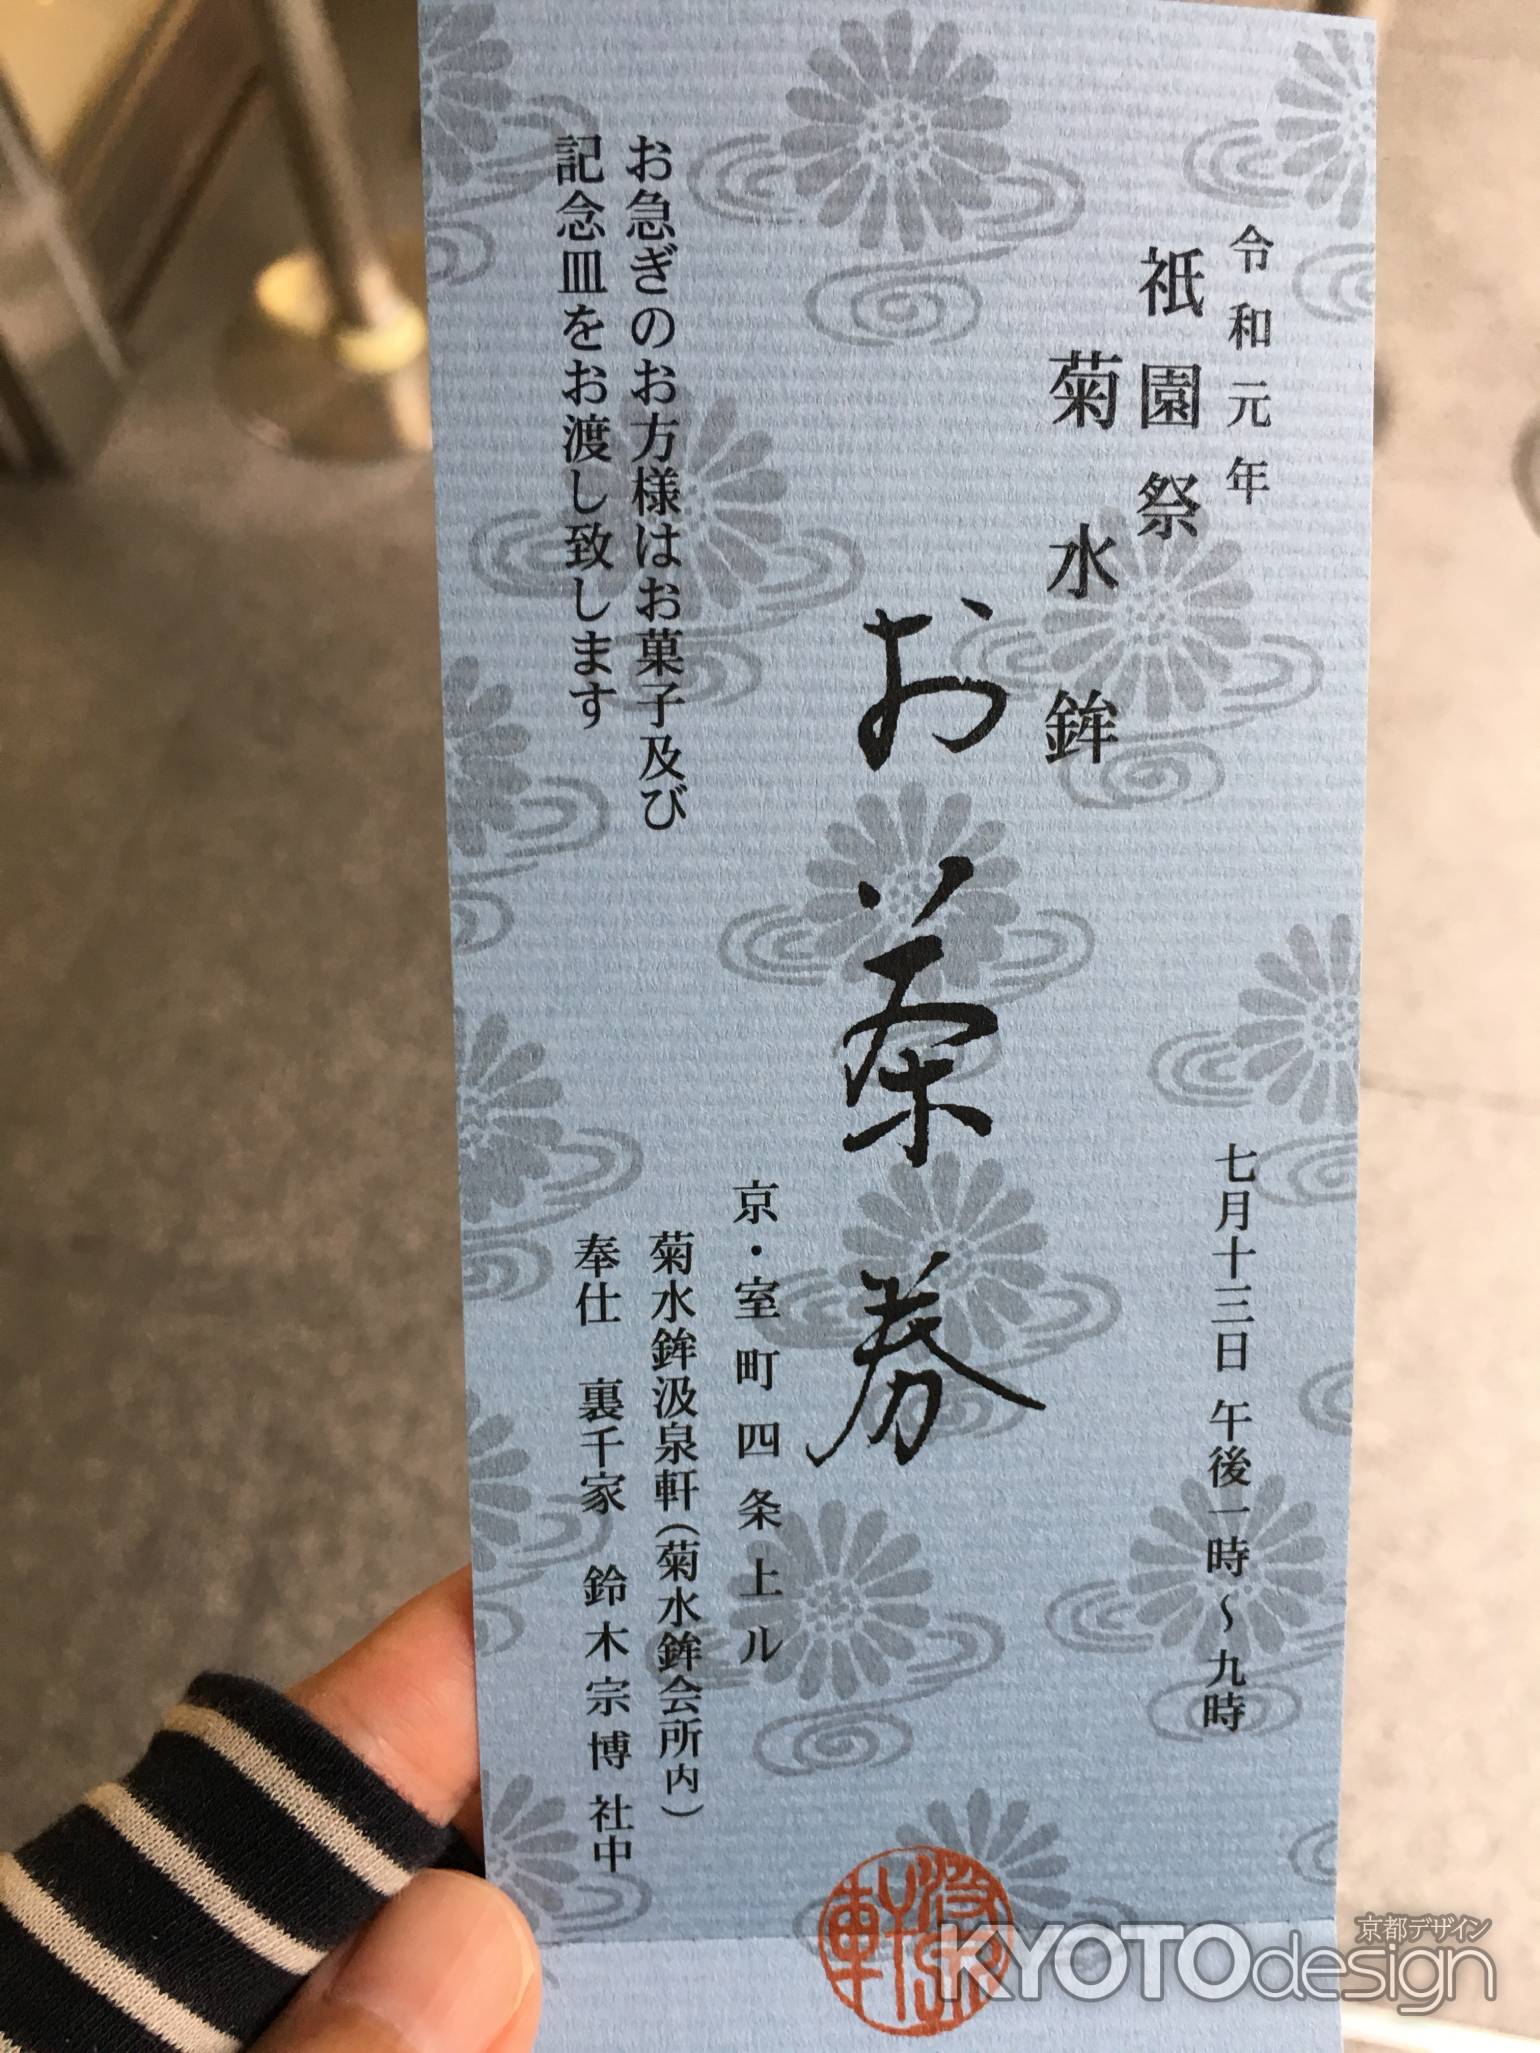 令和元年
祇園祭
菊水鉾
七月十三日 午後一時～九時
お茶券
お急ぎのお方様はお菓子及び
記念皿をお渡し致します
京・室町四条上ル
菊水鉾汲泉軒（菊水鉾会所内）
奉仕 裏千家 鈴木宗博社中
汲泉軒
京都デザイン
KYOTOdesign